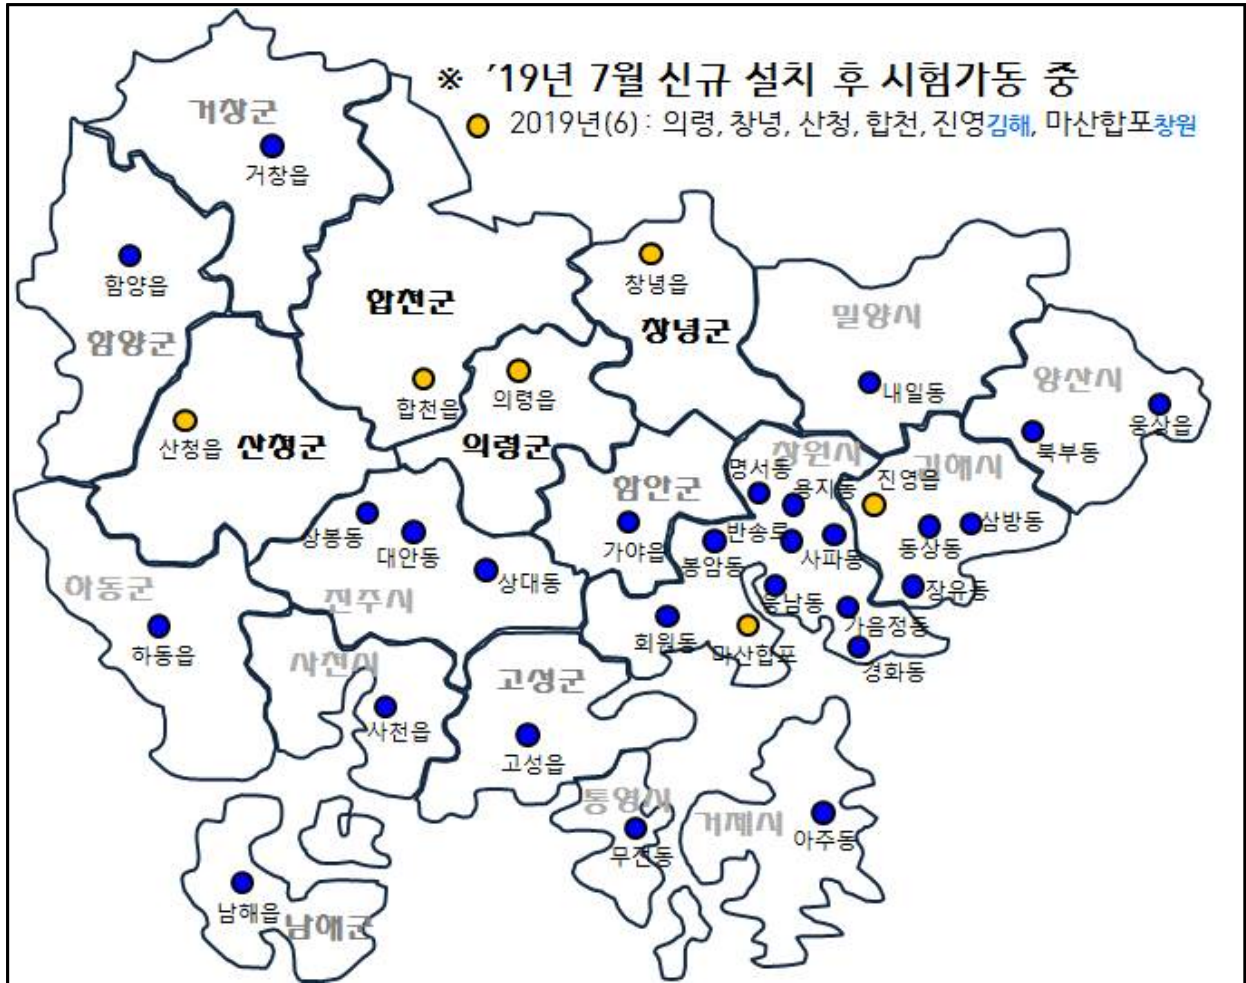 ※ ’19년 7월 신규 설치 후 시험가동 중
2019년(6) : 의령, 창녕, 산청, 합천, 진영김해, 마산합포창원
거창군
거창읍
함양읍
함양군
합천군
합천읍
창녕읍
창녕군
밀양시
내일동
양산시
웅상읍
북부동
산청읍
산청군
의령읍
의령군
함안군
가야읍
창원시
명서동
용지동
반송로
봉암동
사파동
웅남동
가음정동
경화동
회원동
마산합포
김해시
진영읍
동상동
삼방동
장유동
상봉동
대안동
상대동
진주시
하동군
하동읍
사천시
사천읍
고성군
고성읍
통영시
무전동
거제시
아주동
남해읍
남해군